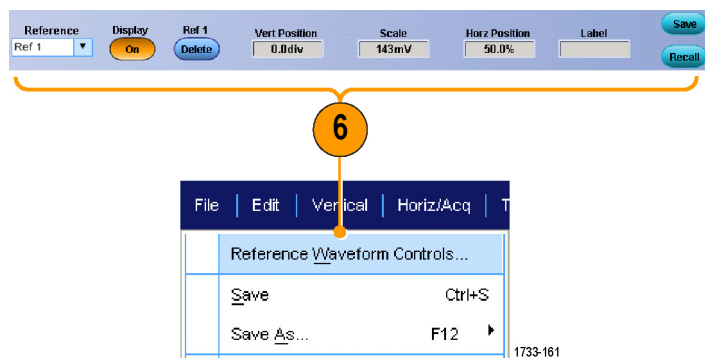 Reference Display Ref 1 Vert Position Scale Horz Position Label Save
Ref 1 On Delete 0.0div 143mV 50.0% Recall
6
File Edit Vertical Horiz/Acq T
Reference Waveform Controls...
Save Ctrl+S
Save As... F12
1733-161